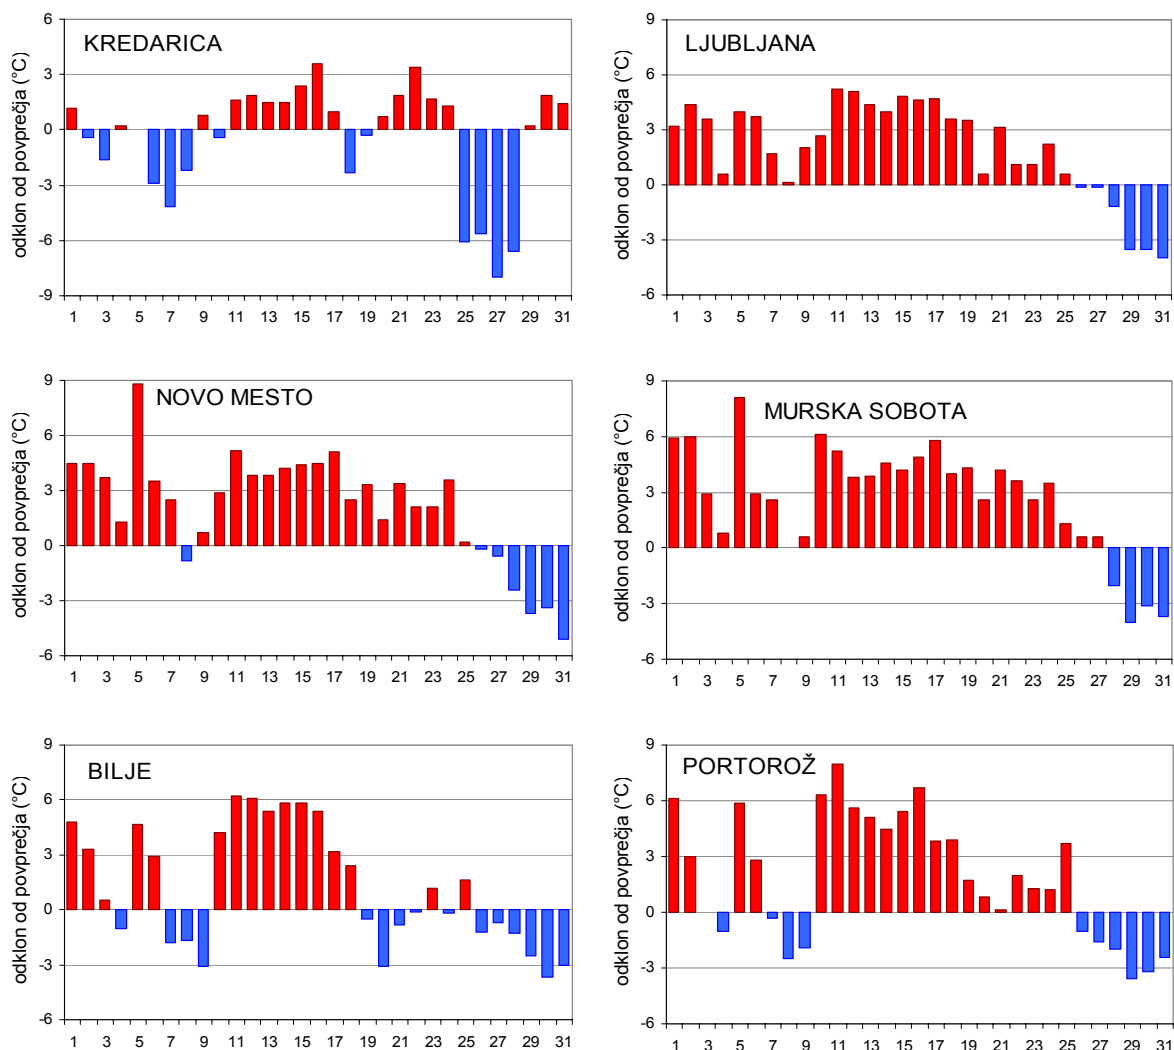 KREDARICA
odklon od povprečja (°C)
6
3
0
-3
-6
-9
1 3 5 7 9 11 13 15 17 19 21 23 25 27 29 31
LJUBLJANA
odklon od povprečja (°C)
9
6
3
0
-3
-6
1 3 5 7 9 11 13 15 17 19 21 23 25 27 29 31
NOVO MESTO
odklon od povprečja (°C)
9
6
3
0
-3
-6
1 3 5 7 9 11 13 15 17 19 21 23 25 27 29 31
MURSKA SOBOTA
odklon od povprečja (°C)
9
6
3
0
-3
-6
1 3 5 7 9 11 13 15 17 19 21 23 25 27 29 31
BILJE
odklon od povprečja (°C)
9
6
3
0
-3
-6
1 3 5 7 9 11 13 15 17 19 21 23 25 27 29 31
PORTOROŽ
odklon od povprečja (°C)
9
6
3
0
-3
-6
1 3 5 7 9 11 13 15 17 19 21 23 25 27 29 31